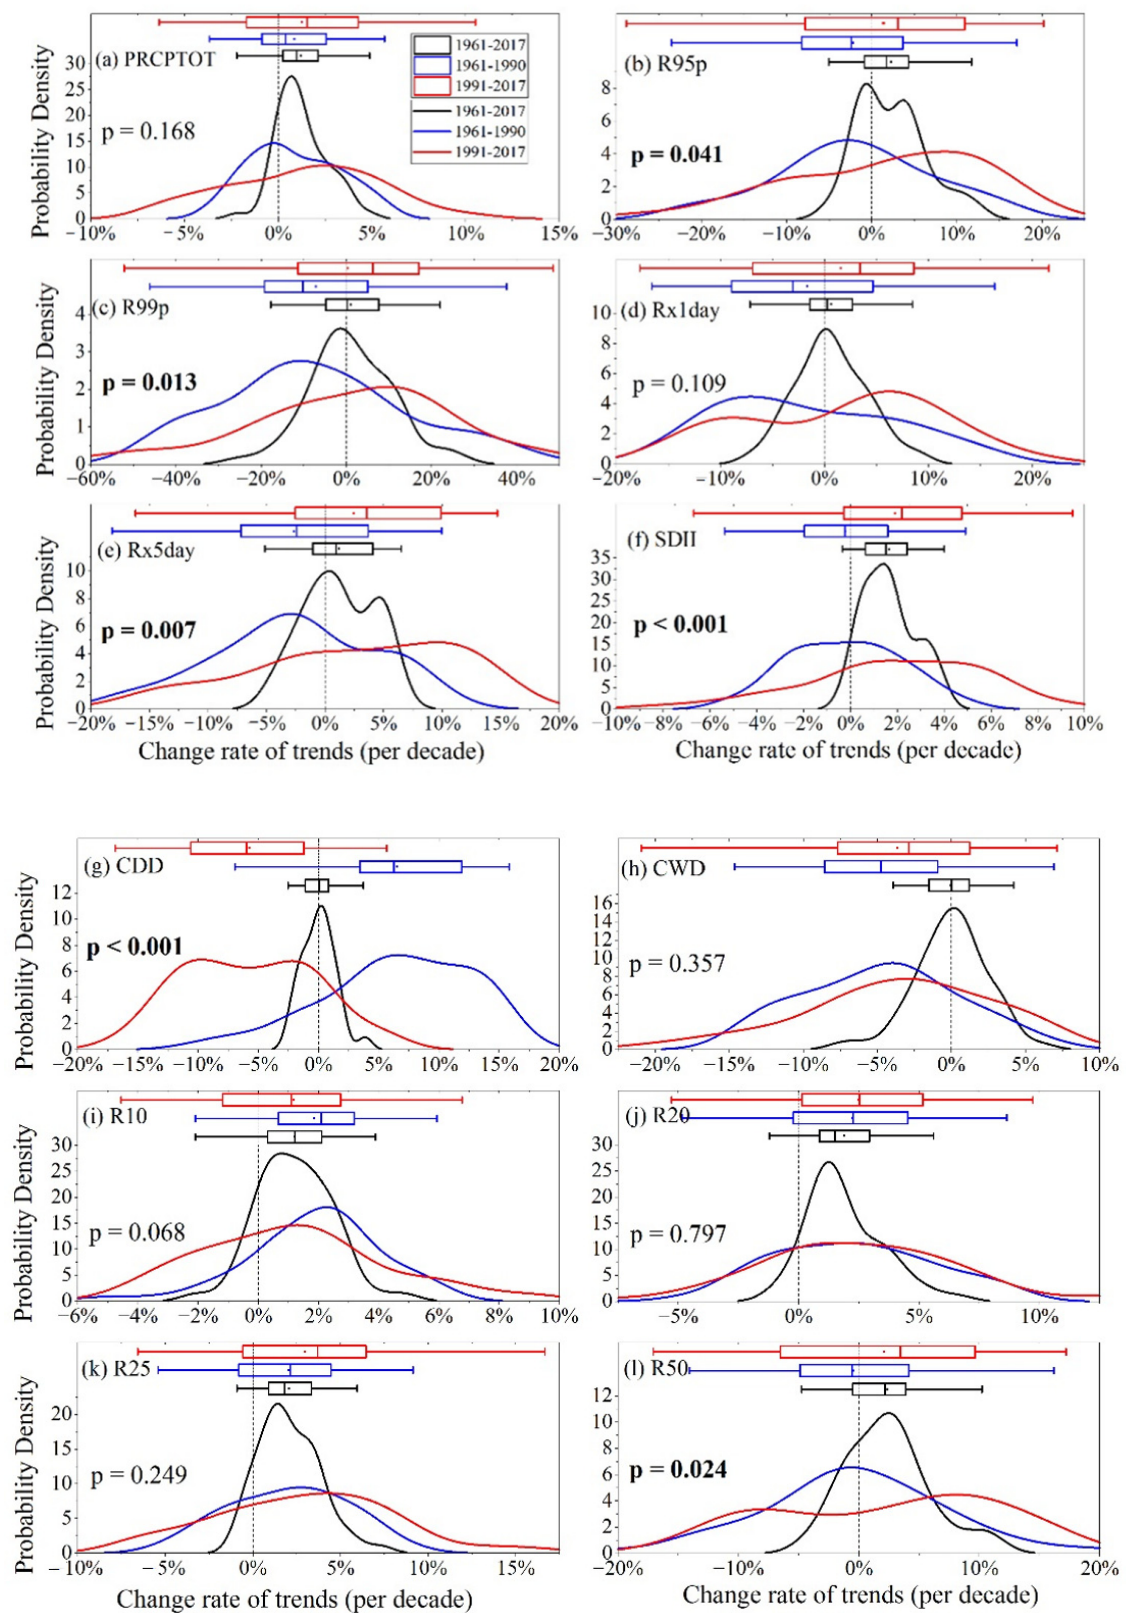 (a) PRCPTOT
1961-2017
1961-1990
1991-2017
1961-2017
1961-1990
1991-2017
p = 0.168
Probability Density
30
25
20
15
10
5
0
−10% −5% 0% 5% 10% 15%
(b) R95p
p = 0.041
8
6
4
2
0
−30% −20% −10% 0% 10% 20%
(c) R99p
p = 0.013
Probability Density
4
3
2
1
0
−60% −40% −20% 0% 20% 40%
(d) Rx1day
p = 0.109
10
8
6
4
2
0
−20% −10% 0% 10% 20%
(e) Rx5day
p = 0.007
Probability Density
10
8
6
4
2
0
−20% −15% −10% −5% 0% 5% 10% 15% 20%
Change rate of trends (per decade)
(f) SDII
p < 0.001
35
30
25
20
15
10
5
0
−10% −8% −6% −4% −2% 0% 2% 4% 6% 8% 10%
Change rate of trends (per decade)
(g) CDD
p < 0.001
Probability Density
12
10
8
6
4
2
0
−20% −15% −10% −5% 0% 5% 10% 15% 20%
(h) CWD
p = 0.357
16
14
12
10
8
6
4
2
0
−20% −15% −10% −5% 0% 5% 10%
(i) R10
p = 0.068
Probability Density
30
25
20
15
10
5
0
−6% −4% −2% 0% 2% 4% 6% 8% 10%
(j) R20
p = 0.797
30
25
20
15
10
5
0
−5% 0% 5% 10%
(k) R25
p = 0.249
Probability Density
20
15
10
5
0
−10% −5% 0% 5% 10% 15%
Change rate of trends (per decade)
(l) R50
p = 0.024
12
10
8
6
4
2
0
−20% −10% 0% 10% 20%
Change rate of trends (per decade)